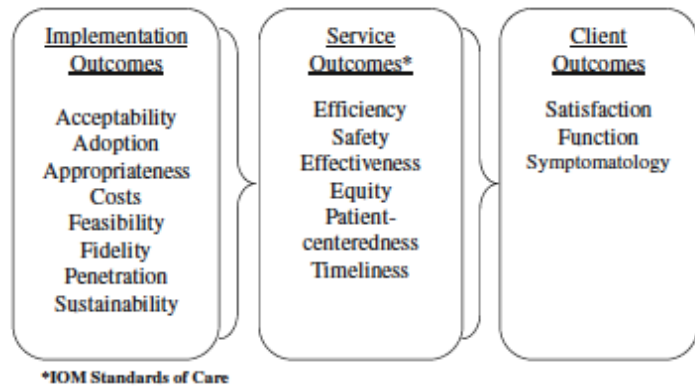 Implementation
Outcomes
Acceptability
Adoption
Appropriateness
Costs
Feasibility
Fidelity
Penetration
Sustainability
Service
Outcomes*
Efficiency
Safety
Effectiveness
Equity
Patient-
centeredness
Timeliness
Client
Outcomes
Satisfaction
Function
Symptomatology
*IOM Standards of Care